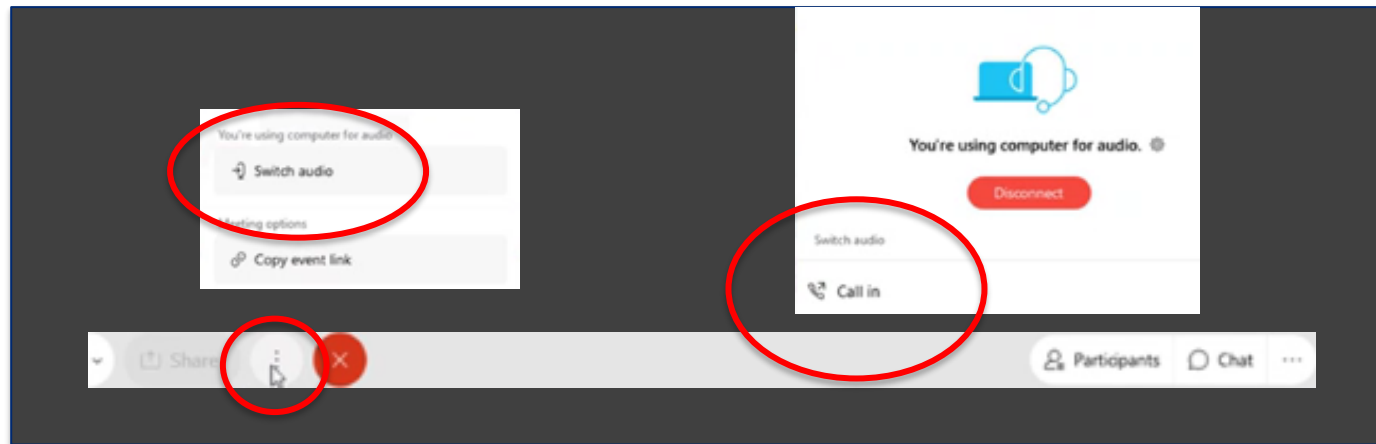 You're using computer for audio
Switch audio
Meeting options
Copy event link
You're using computer for audio.
Disconnect
Switch audio
Call in
Share
Participants
Chat